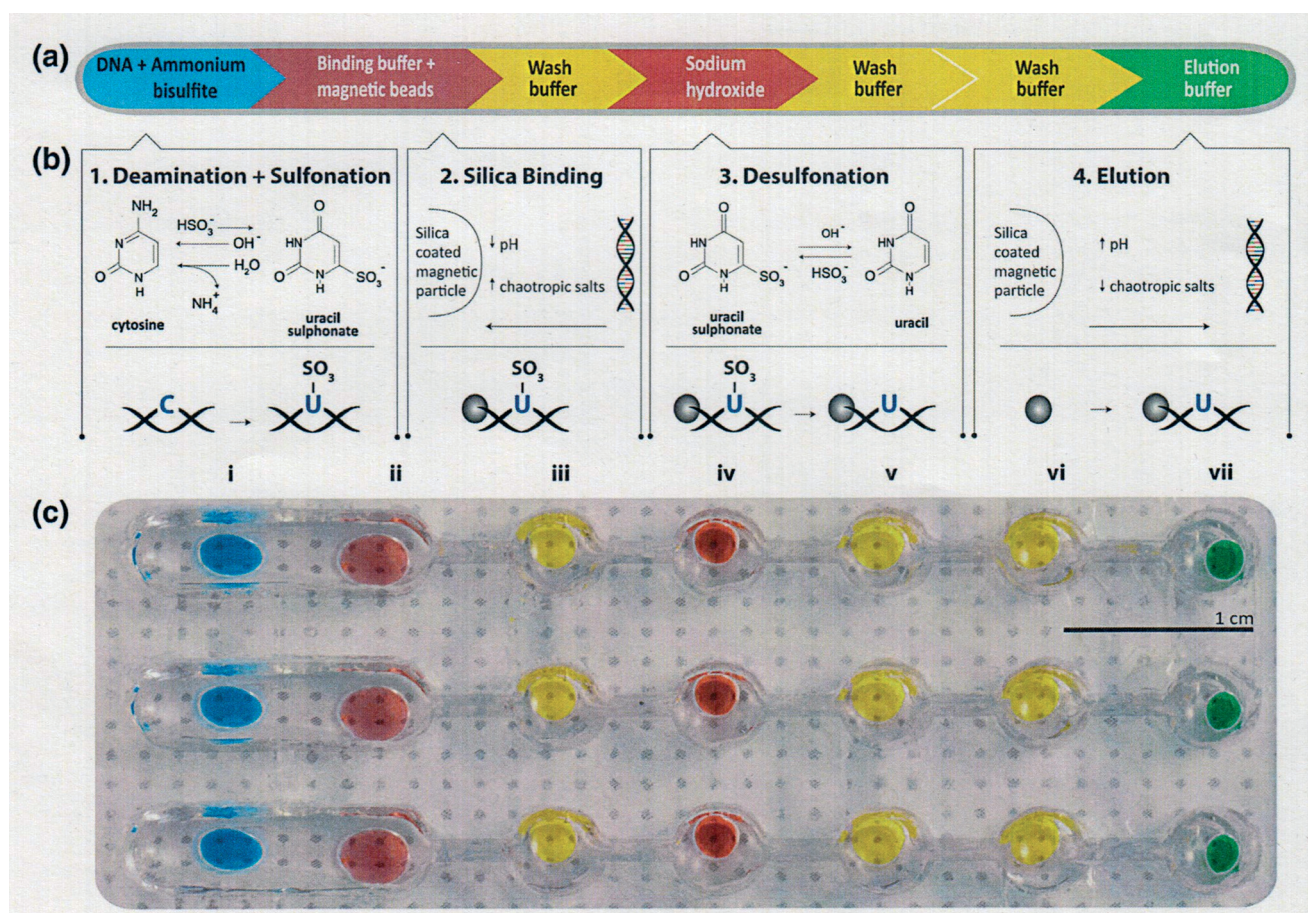 (a)
DNA + Ammonium
bisulfite
Binding buffer +
magnetic beads
Wash
buffer
Sodium
hydroxide
Wash
buffer
Wash
buffer
Elution
buffer
(b)
1. Deamination + Sulfonation
NH₂
N
O
N
H
HSO₃⁻
OH⁻
H₂O
NH₄⁺
O
HN
O
N
H
SO₃⁻
cytosine
uracil
sulphonate
C
SO₃
U
2. Silica Binding
Silica
coated
magnetic
particle
↓ pH
↑ chaotropic salts
SO₃
U
3. Desulfonation
O
HN
O
N
H
SO₃⁻
OH⁻
HSO₃⁻
O
HN
O
N
H
uracil
sulphonate
uracil
SO₃
U
U
4. Elution
Silica
coated
magnetic
particle
↑ pH
↓ chaotropic salts
U
i ii iii iv v vi vii
(c)
1 cm